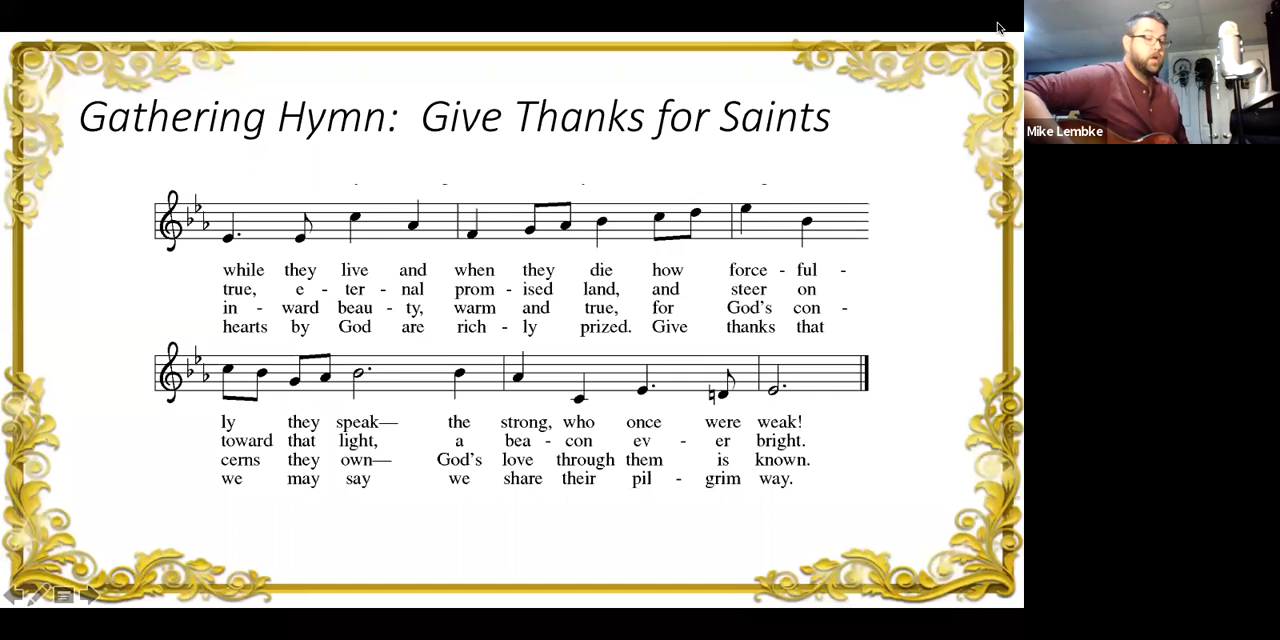 Gathering Hymn:  Give Thanks for Saints
Mike Lembke
while they live and when they die how force - ful -
true, e - ter - nal prom - ised land, and steer on
in - ward beau - ty, warm and true, for God's con -
hearts by God are rich - ly prized. Give thanks that
ly they speak— the strong, who once were weak!
toward that light, a bea - con ev - er bright.
cerns they own— God's love through them is known.
we may say we share their pil - grim way.